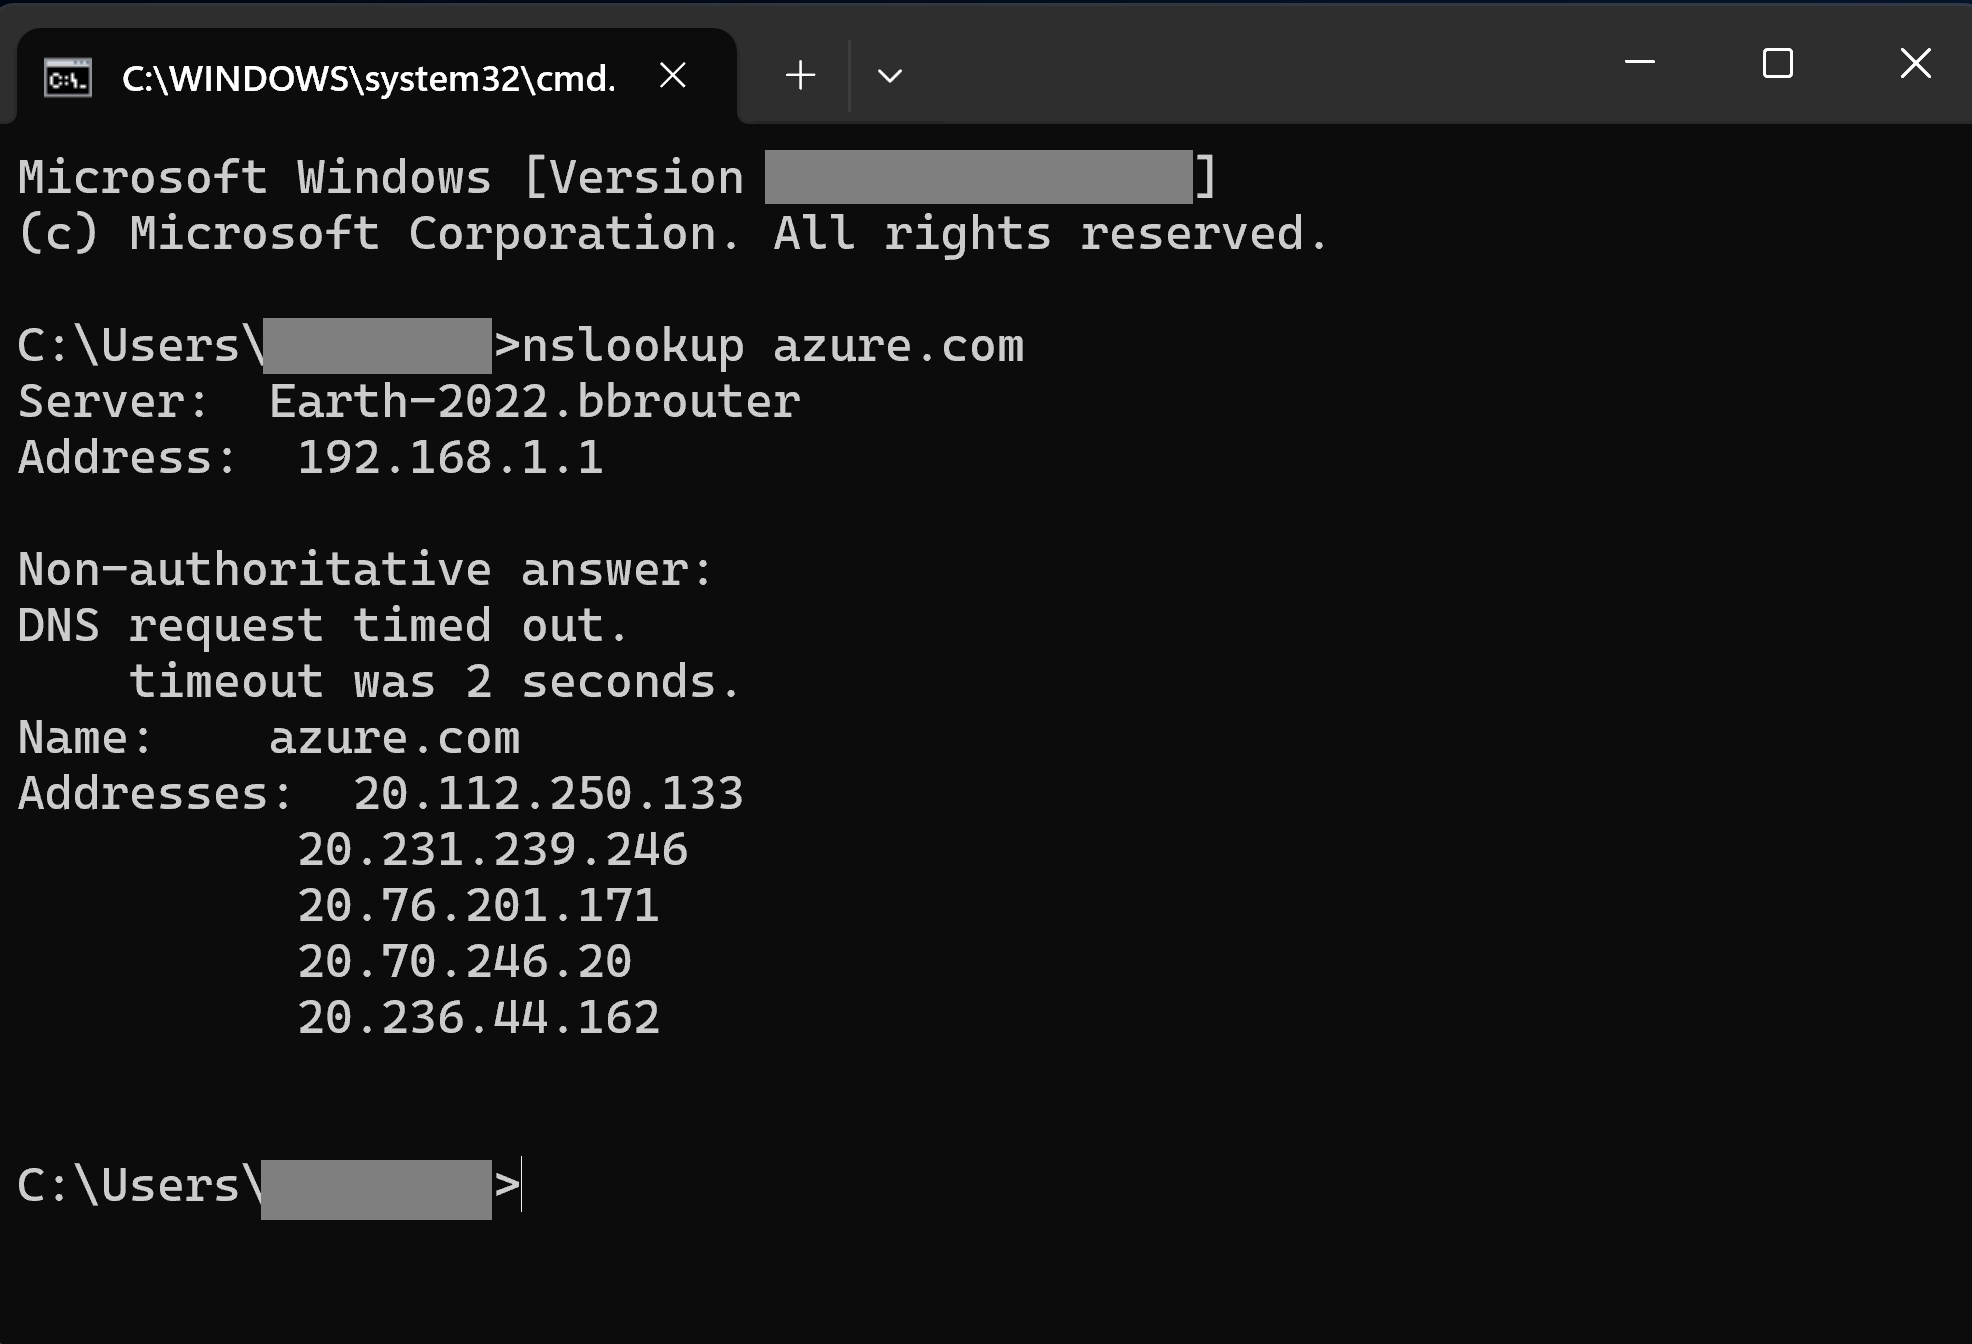 C:\WINDOWS\system32\cmd.
Microsoft Windows [Version ]
(c) Microsoft Corporation. All rights reserved.
C:\Users\ >nslookup azure.com
Server:  Earth-2022.bbrouter
Address:  192.168.1.1
Non-authoritative answer:
DNS request timed out.
    timeout was 2 seconds.
Name:    azure.com
Addresses:  20.112.250.133
          20.231.239.246
          20.76.201.171
          20.70.246.20
          20.236.44.162
C:\Users\ >